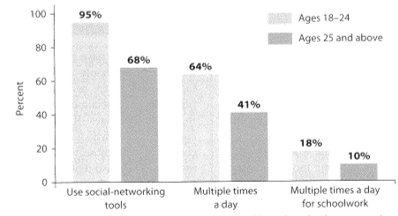 100
80
60
40
20
0
Percent
95%
68%
64%
41%
18%
10%
Ages 18–24
Ages 25 and above
Use social-networking
tools
Multiple times
a day
Multiple times a day
for schoolwork